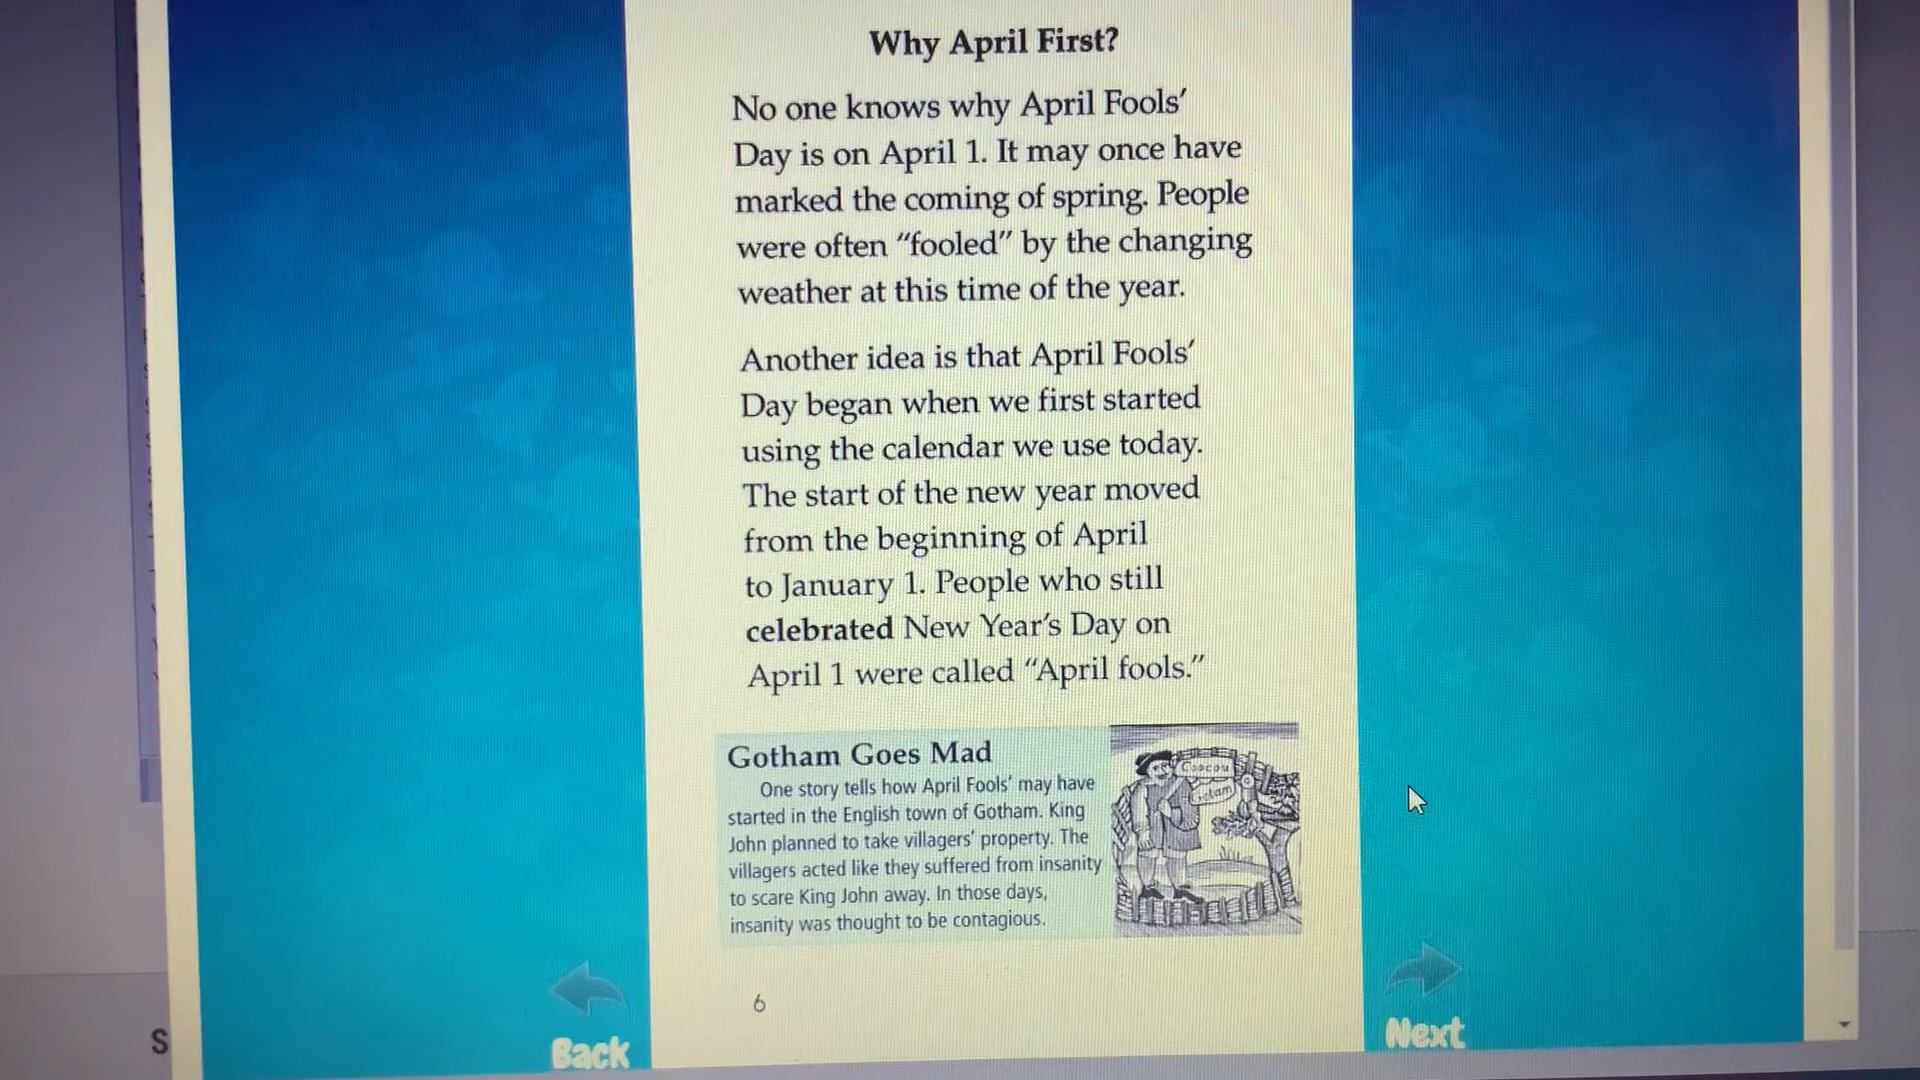 Why April First?
No one knows why April Fools'
Day is on April 1. It may once have
marked the coming of spring. People
were often "fooled" by the changing
weather at this time of the year.
Another idea is that April Fools'
Day began when we first started
using the calendar we use today.
The start of the new year moved
from the beginning of April
to January 1. People who still
celebrated New Year's Day on
April 1 were called "April fools."
Gotham Goes Mad
One story tells how April Fools' may have
started in the English town of Gotham. King
John planned to take villagers' property. The
villagers acted like they suffered from insanity
to scare King John away. In those days,
insanity was thought to be contagious.
Coocou
6
Back
Next
S